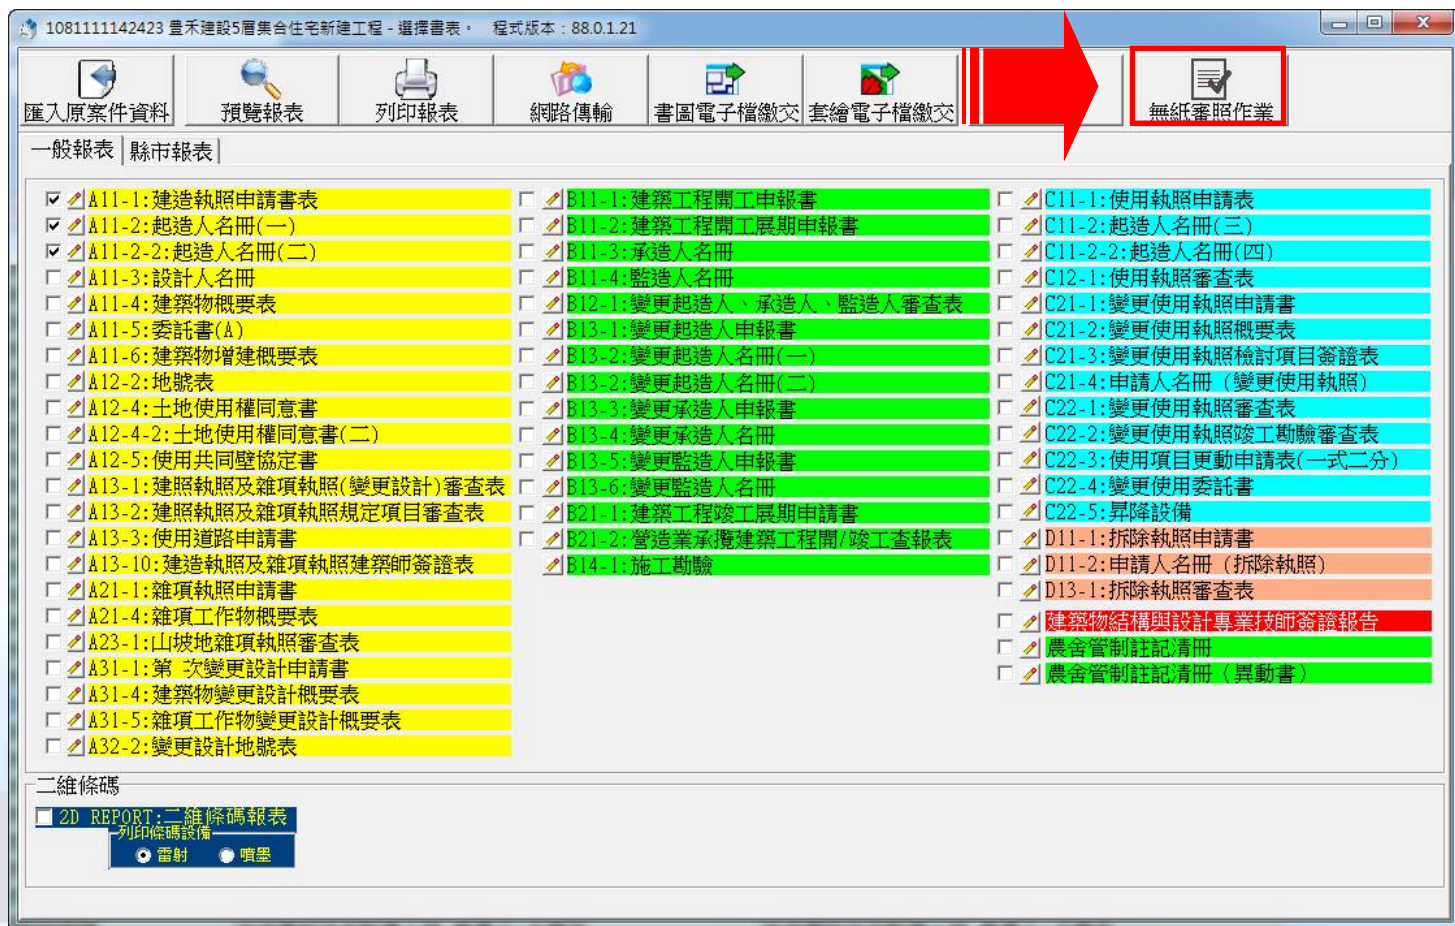 1081111142423 豊禾建設5層集合住宅新建工程 - 選擇書表。 程式版本：88.0.1.21
匯入原案件資料 預覽報表 列印報表 網路傳輸 書圖電子檔繳交 套繪電子檔繳交 無紙審照作業
一般報表 縣市報表
A11-1:建造執照申請書表
A11-2:起造人名冊(一)
A11-2-2:起造人名冊(二)
A11-3:設計人名冊
A11-4:建築物概要表
A11-5:委託書(A)
A11-6:建築物增建概要表
A12-2:地號表
A12-4:土地使用權同意書
A12-4-2:土地使用權同意書(二)
A12-5:使用共同壁協定書
A13-1:建照執照及雜項執照(變更設計)審查表
A13-2:建照執照及雜項執照規定項目審查表
A13-3:使用道路申請書
A13-10:建造執照及雜項執照建築師簽證表
A21-1:雜項執照申請書
A21-4:雜項工作物概要表
A23-1:山坡地雜項執照審查表
A31-1:第 次變更設計申請書
A31-4:建築物變更設計概要表
A31-5:雜項工作物變更設計概要表
A32-2:變更設計地號表
B11-1:建築工程開工申報書
B11-2:建築工程開工展期申報書
B11-3:承造人名冊
B11-4:監造人名冊
B12-1:變更起造人、承造人、監造人審查表
B13-1:變更起造人申報書
B13-2:變更起造人名冊(一)
B13-2:變更起造人名冊(二)
B13-3:變更承造人申報書
B13-4:變更承造人名冊
B13-5:變更監造人申報書
B13-6:變更監造人名冊
B21-1:建築工程竣工展期申請書
B21-2:營造業承攬建築工程開/竣工查報表
B14-1:施工勘驗
C11-1:使用執照申請表
C11-2:起造人名冊(三)
C11-2-2:起造人名冊(四)
C12-1:使用執照審查表
C21-1:變更使用執照申請書
C21-2:變更使用執照概要表
C21-3:變更使用執照檢討項目簽證表
C21-4:申請人名冊（變更使用執照）
C22-1:變更使用執照審查表
C22-2:變更使用執照竣工勘驗審查表
C22-3:使用項目更動申請表(一式二分)
C22-4:變更使用委託書
C22-5:昇降設備
D11-1:拆除執照申請書
D11-2:申請人名冊（拆除執照）
D13-1:拆除執照審查表
建築物結構與設計專業技師簽證報告
農舍管制註記清冊
農舍管制註記清冊（異動書）
二維條碼
2D REPORT:二維條碼報表
列印條碼設備
雷射 噴墨